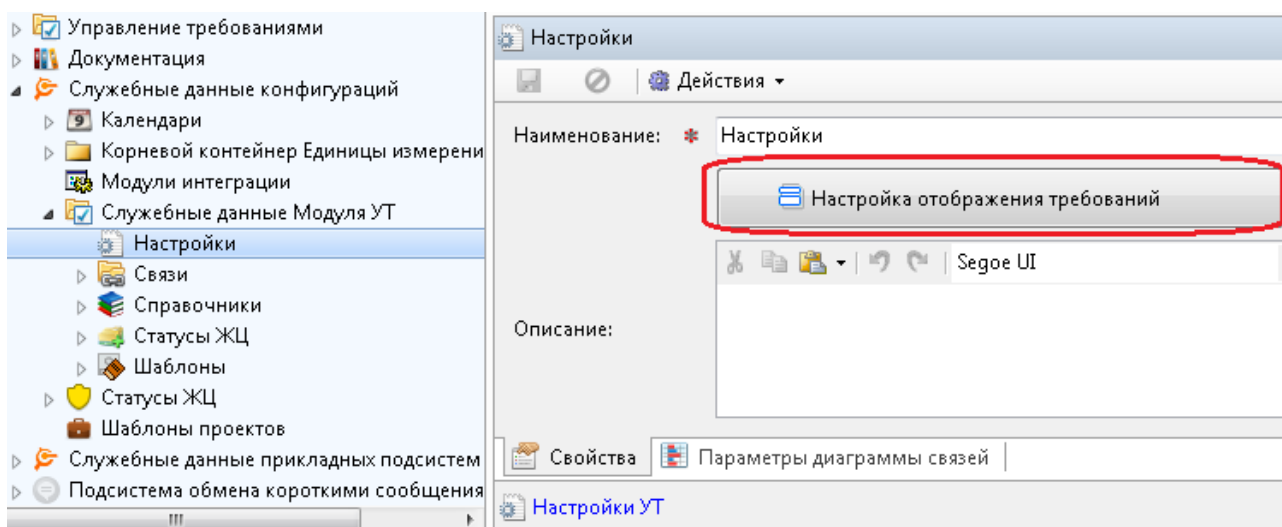 Управление требованиями
Документация
Служебные данные конфигураций
9
Календари
Корневой контейнер Единицы измерени
Модули интеграции
Служебные данные Модуля УТ
Настройки
Связи
Справочники
Статусы ЖЦ
Шаблоны
Статусы ЖЦ
Шаблоны проектов
Служебные данные прикладных подсистем
Подсистема обмена короткими сообщения
Настройки
Действия
Наименование: * Настройки
Настройка отображения требований
Segoe UI
Описание:
Свойства Параметры диаграммы связей
Настройки УТ